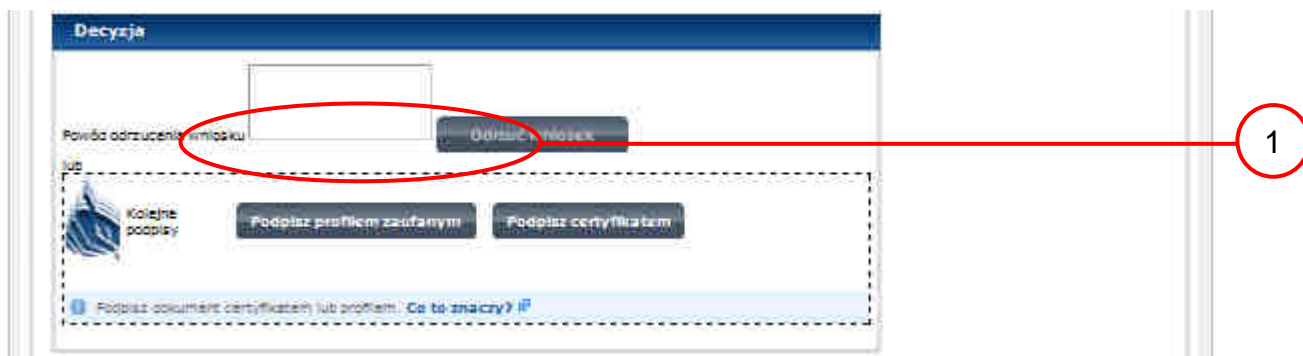 Decyzja
Powód odrzucenia wniosku
Odrzuć wniosek
1
lub
Kolejne
podpisy
Podpisz profilem zaufanym
Podpisz certyfikatem
Podpisz dokument certyfikatem lub profilem. Co to znaczy?